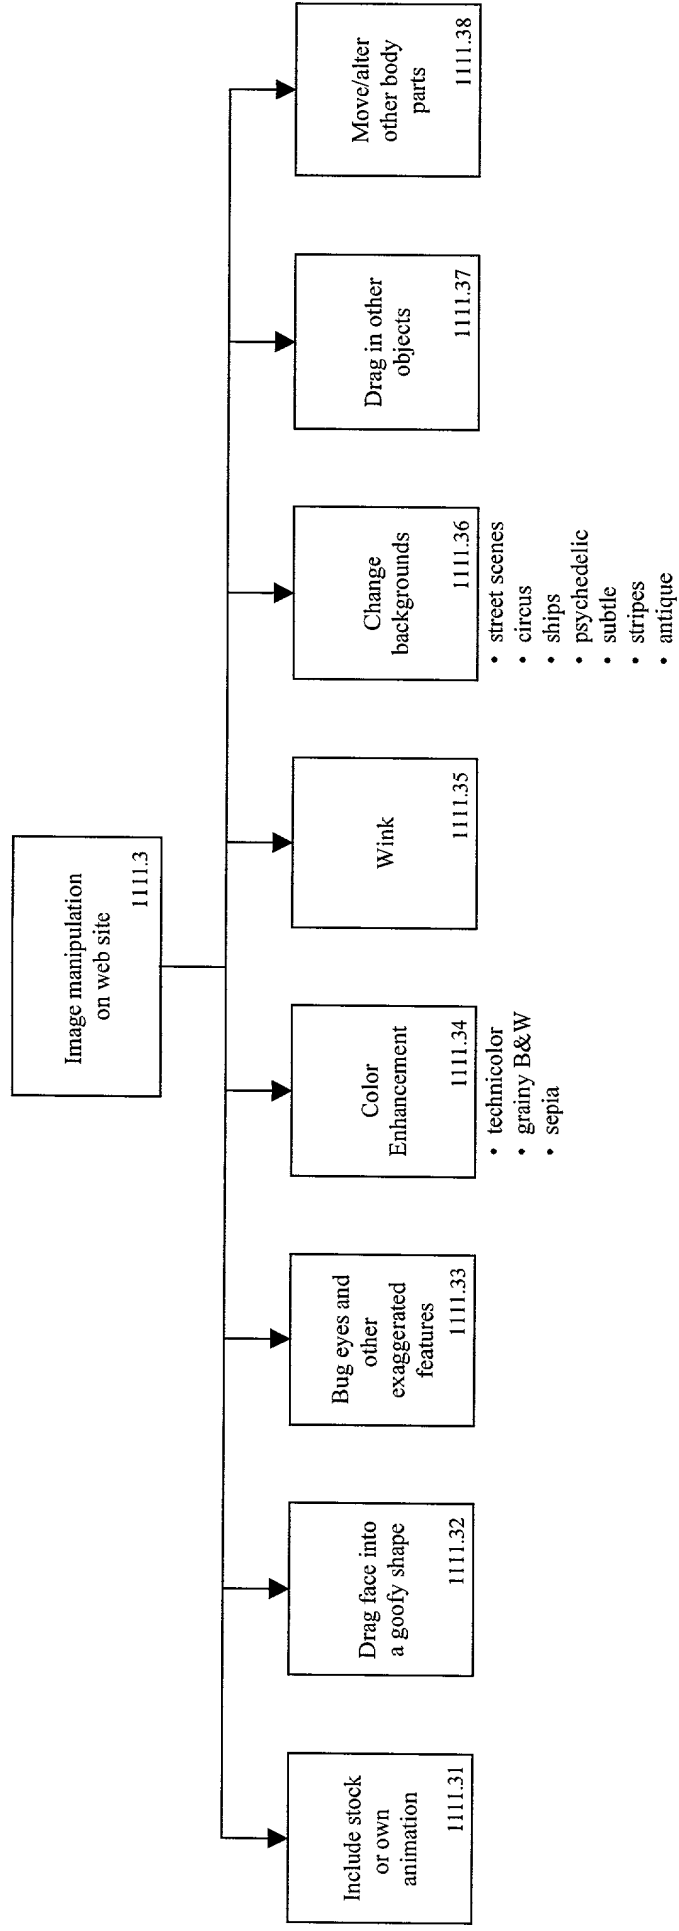 Image manipulation
on web site
1111.3
Include stock
or own
animation
1111.31
Drag face into
a goofy shape
1111.32
Bug eyes and
other
exaggerated
features
1111.33
Color
Enhancement
1111.34
• technicolor
• grainy B&W
• sepia
Wink
1111.35
Change
backgrounds
1111.36
• street scenes
• circus
• ships
• psychedelic
• subtle
• stripes
• antique
Drag in other
objects
1111.37
Move/alter
other body
parts
1111.38